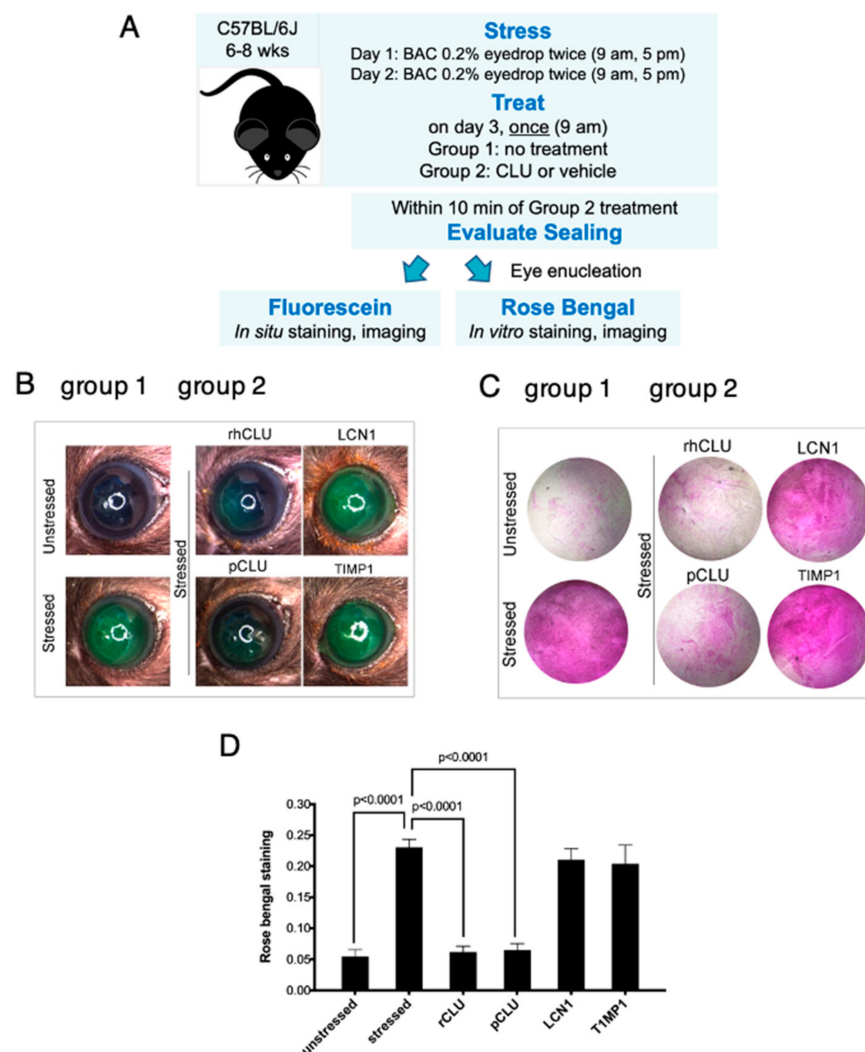 A
C57BL/6J
6-8 wks
Stress
Day 1: BAC 0.2% eyedrop twice (9 am, 5 pm)
Day 2: BAC 0.2% eyedrop twice (9 am, 5 pm)
Treat
on day 3, once (9 am)
Group 1: no treatment
Group 2: CLU or vehicle
Within 10 min of Group 2 treatment
Evaluate Sealing
Eye enucleation
Fluorescein
In situ staining, imaging
Rose Bengal
In vitro staining, imaging
B group 1 group 2
rhCLU LCN1
Unstressed
Stressed
Stressed
pCLU TIMP1
C group 1 group 2
rhCLU LCN1
Unstressed
Stressed
Stressed
pCLU TIMP1
D
p<0.0001
p<0.0001 p<0.0001
Rose bengal staining
0.30
0.25
0.20
0.15
0.10
0.05
0.00
unstressed
stressed
rCLU
pCLU
LCN1
T1MP1